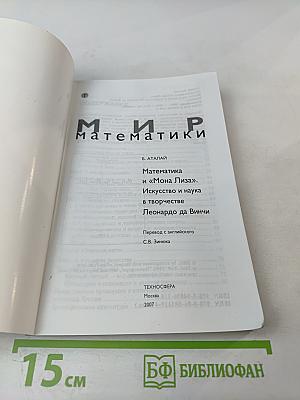 МИР
математики
Б. АТАЛАЙ
Математика
и «Мона Лиза».
Искусство и наука
в творчестве
Леонардо да Винчи
Перевод с английского
С.В. Зинюка
ТЕХНОСФЕРА
Москва
2007
15 см
БФ БИБЛИОФАН